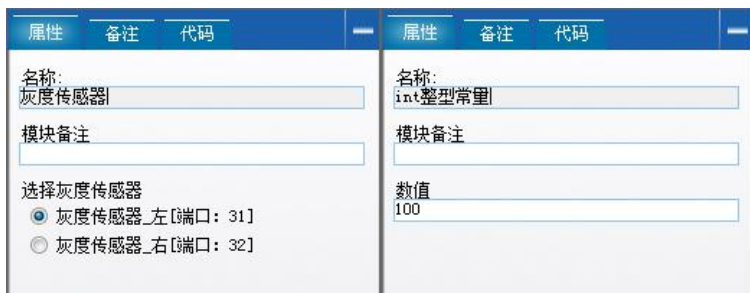 属性 备注 代码
名称:
灰度传感器
模块备注
选择灰度传感器
灰度传感器_左[端口: 31]
灰度传感器_右[端口: 32]
属性 备注 代码
名称:
int整型常量
模块备注
数值
100